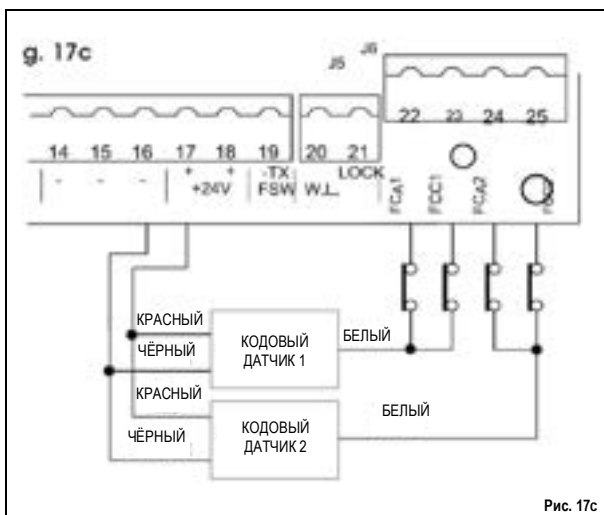 g. 17c
J5
J6
22 23 24 25
14 15 16 17 18 19 20 21
- - - + +
+24V
-TX
FSW
W.L.
LOCK
FCA1
FCC1
FCA2
КРАСНЫЙ
ЧЁРНЫЙ
КОДОВЫЙ
ДАТЧИК 1
БЕЛЫЙ
КРАСНЫЙ
ЧЁРНЫЙ
КОДОВЫЙ
ДАТЧИК 2
БЕЛЫЙ
Рис. 17с